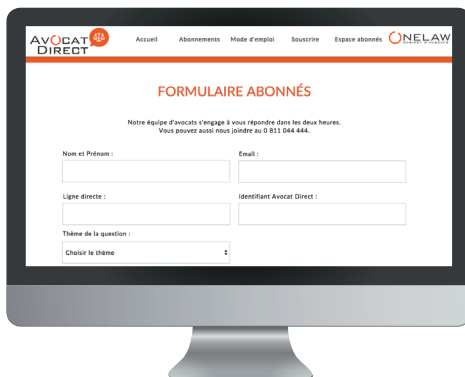 AVOCAT
DIRECT
Accueil Abonnements Mode d'emploi Souscrire Espace abonnés
ONELAW
CABINET D'AVOCATS
FORMULAIRE ABONNÉS
Notre équipe d'avocats s'engage à vous répondre dans les deux heures.
Vous pouvez aussi nous joindre au 0 811 044 444.
Nom et Prénom : Email :
Ligne directe : Identifiant Avocat Direct :
Thème de la question :
Choisir le thème